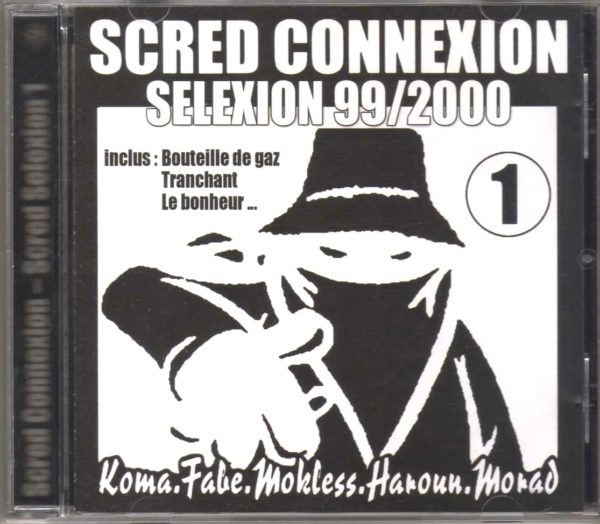 SCRED CONNEXION
SELEXION 99/2000
inclus : Bouteille de gaz
Tranchant
Le bonheur ...
1
Koma.Fabe.Mokless.Haroun.Morad
Scred Connexion - Scred Selexion 1